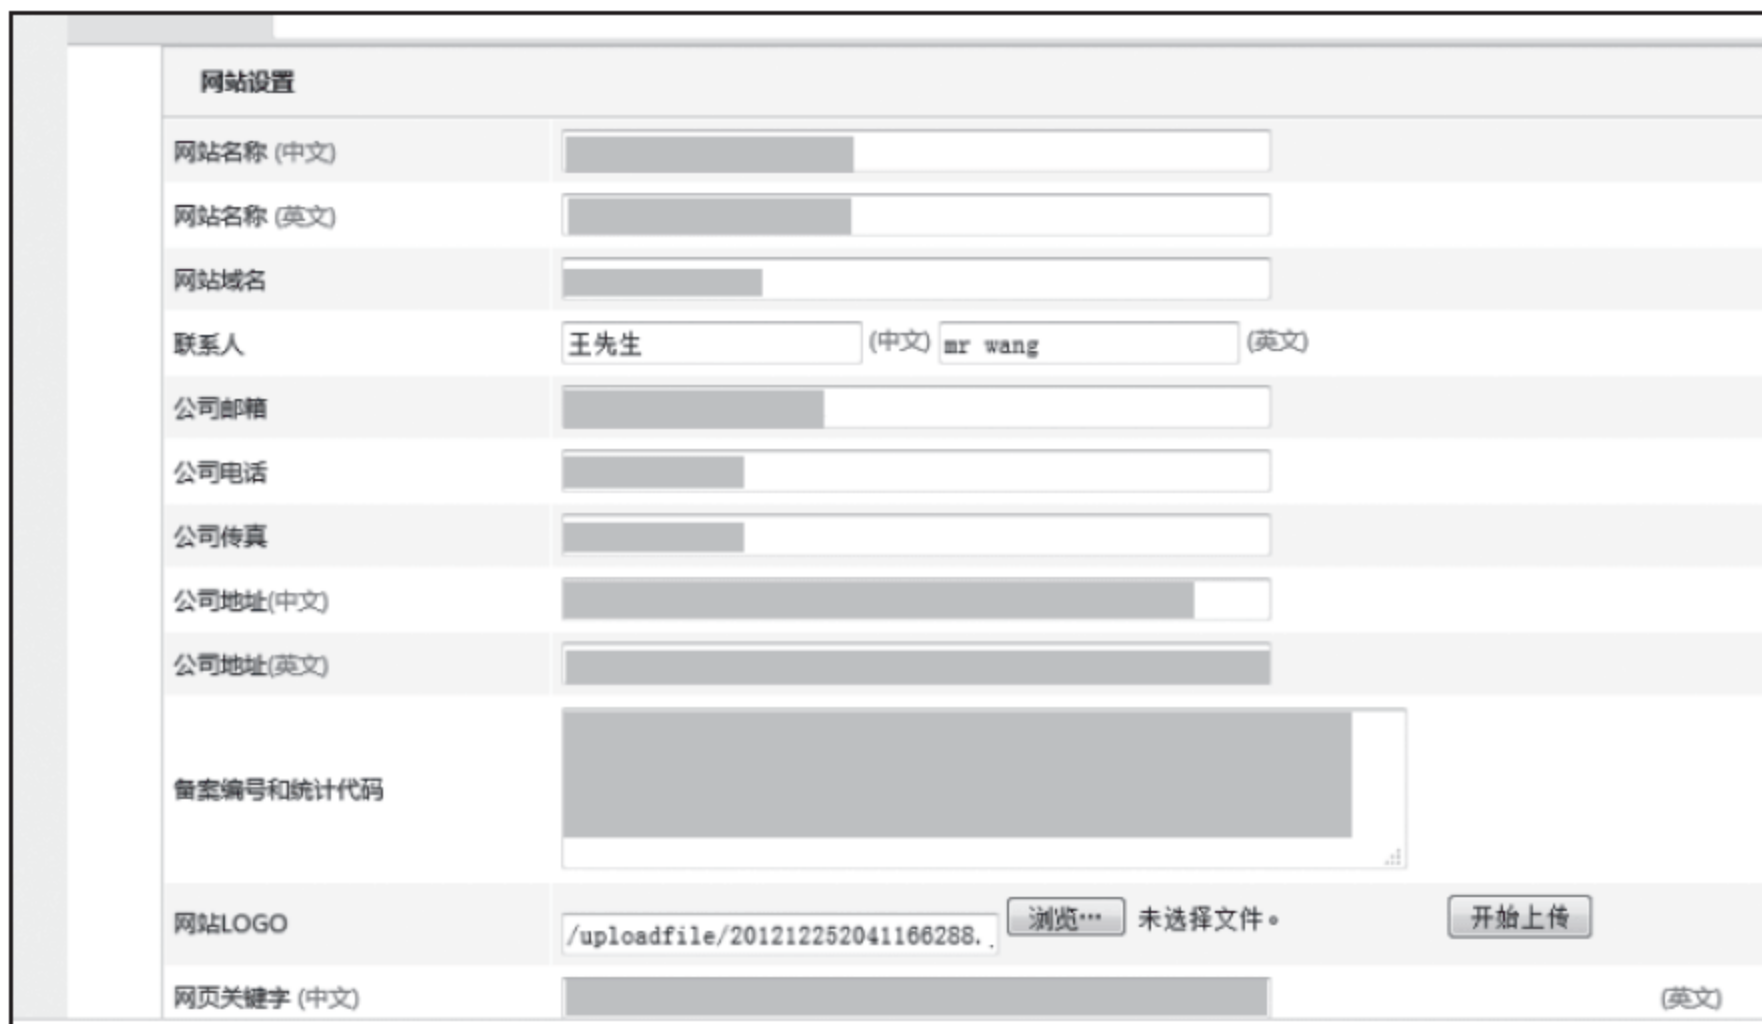 网站设置
网站名称 (中文)
网站名称 (英文)
网站域名
联系人 王先生 (中文) mr wang (英文)
公司邮箱
公司电话
公司传真
公司地址(中文)
公司地址(英文)
备案编号和统计代码
网站LOGO /uploadfile/201212252041166288. 浏览… 未选择文件。 开始上传
网页关键字 (中文) (英文)